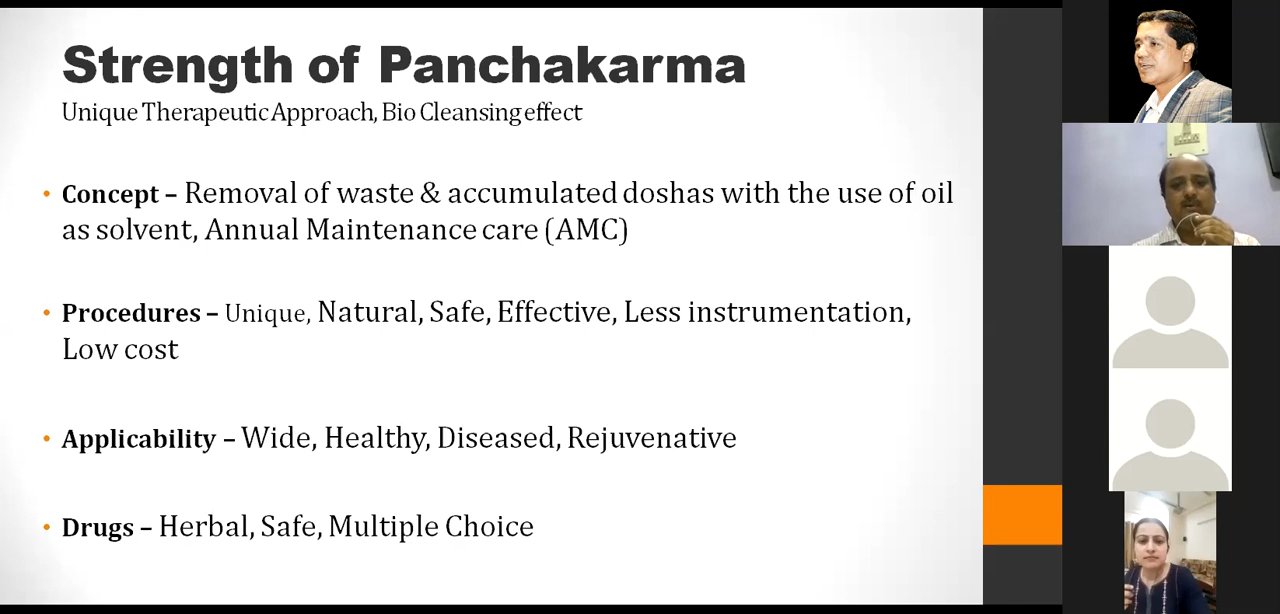 Strength of Panchakarma
Unique Therapeutic Approach, Bio Cleansing effect
• Concept – Removal of waste & accumulated doshas with the use of oil
as solvent, Annual Maintenance care (AMC)
• Procedures – Unique, Natural, Safe, Effective, Less instrumentation,
Low cost
• Applicability – Wide, Healthy, Diseased, Rejuvenative
• Drugs – Herbal, Safe, Multiple Choice